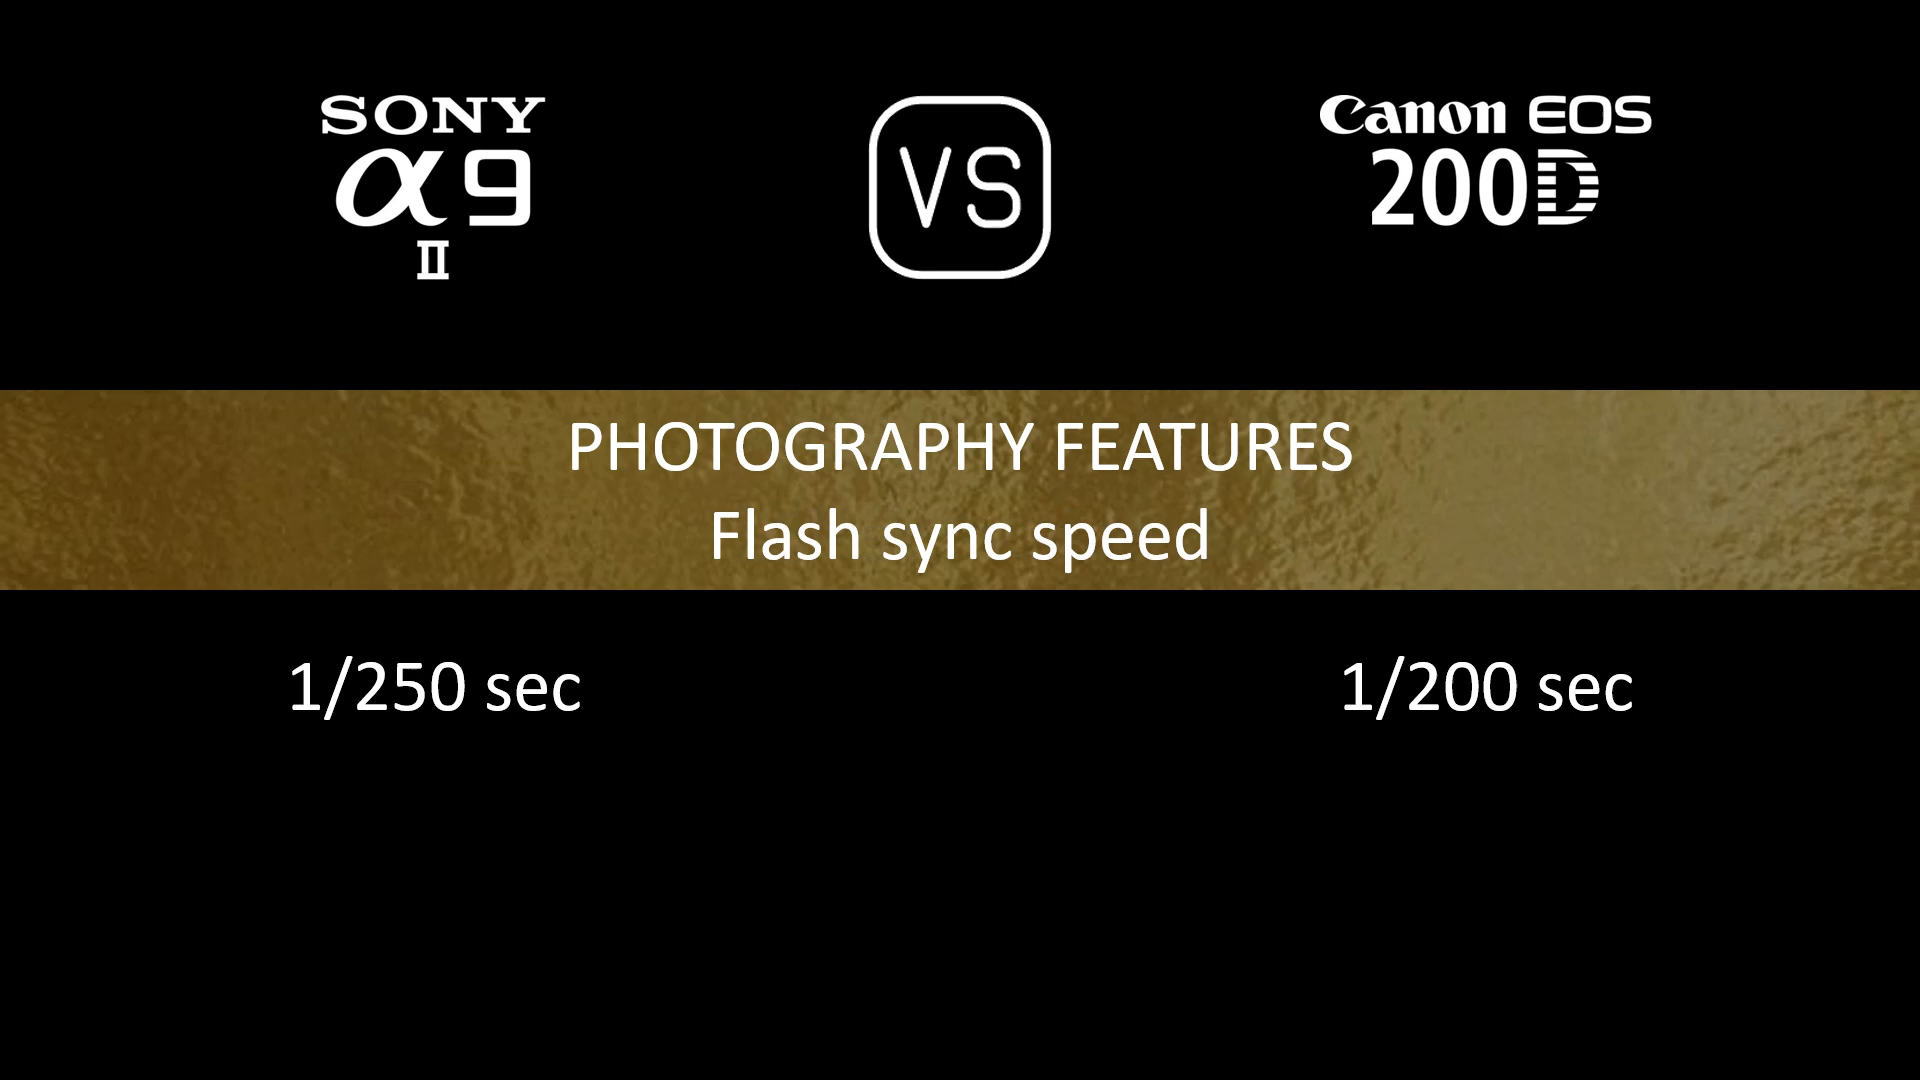 SONY
α9
II
VS
Canon EOS
200D
PHOTOGRAPHY FEATURES
Flash sync speed
1/250 sec
1/200 sec